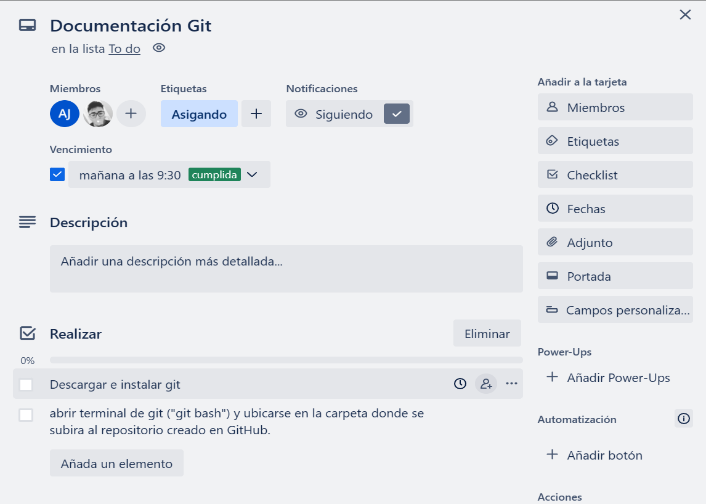 Documentación Git
en la lista To do
Miembros
Etiquetas
Notificaciones
AJ
Asigando
Siguiendo
Vencimiento
mañana a las 9:30 cumplida
Descripción
Añadir una descripción más detallada...
Realizar
Eliminar
0%
Descargar e instalar git
abrir terminal de git ("git bash") y ubicarse en la carpeta donde se
subira al repositorio creado en GitHub.
Añada un elemento
Añadir a la tarjeta
Miembros
Etiquetas
Checklist
Fechas
Adjunto
Portada
Campos personaliza...
Power-Ups
Añadir Power-Ups
Automatización
Añadir botón
Acciones